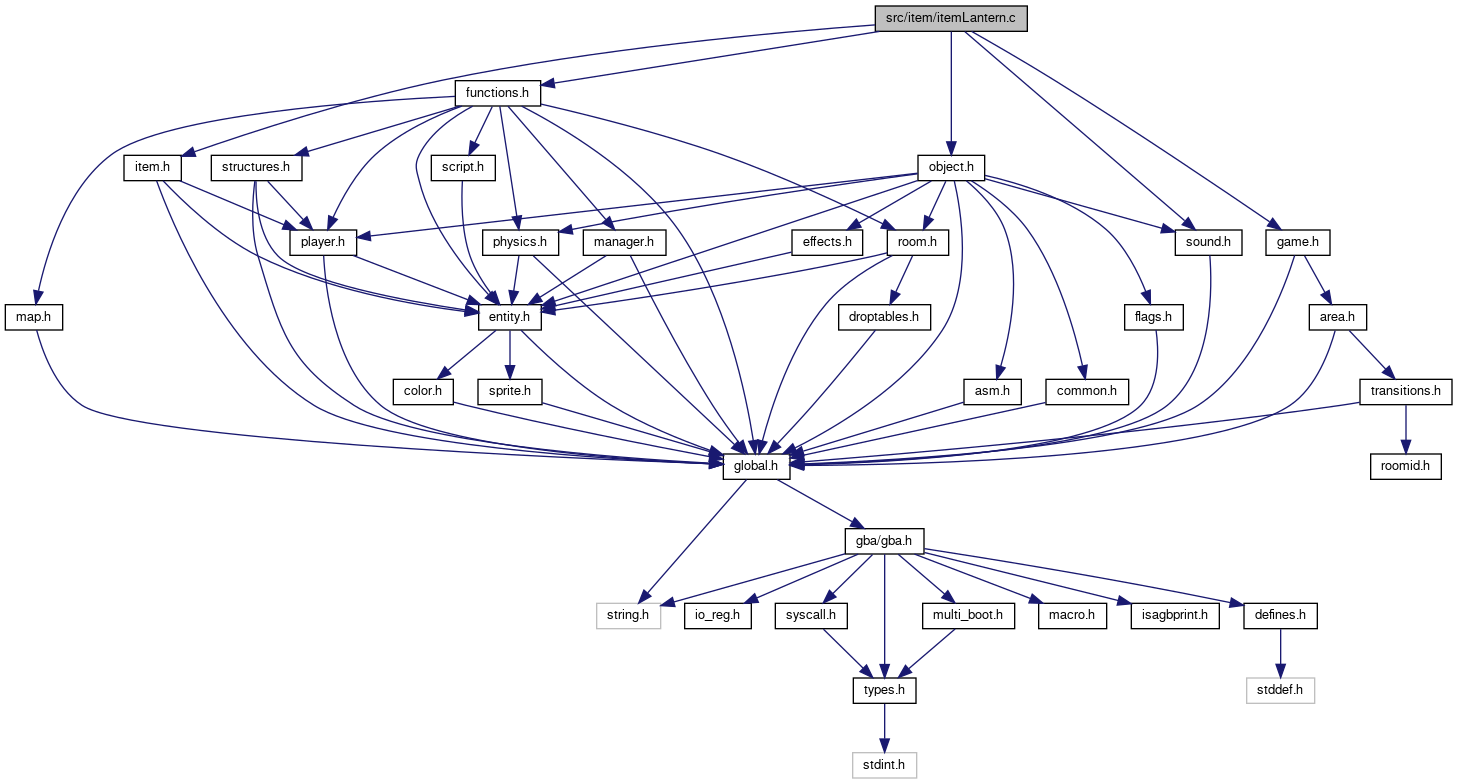 src/item/itemLantern.c
functions.h
item.h
structures.h
script.h
object.h
player.h
physics.h
manager.h
effects.h
room.h
sound.h
game.h
map.h
entity.h
droptables.h
flags.h
area.h
color.h
sprite.h
asm.h
common.h
transitions.h
global.h
roomid.h
gba/gba.h
string.h
io_reg.h
syscall.h
multi_boot.h
macro.h
isagbprint.h
defines.h
types.h
stddef.h
stdint.h